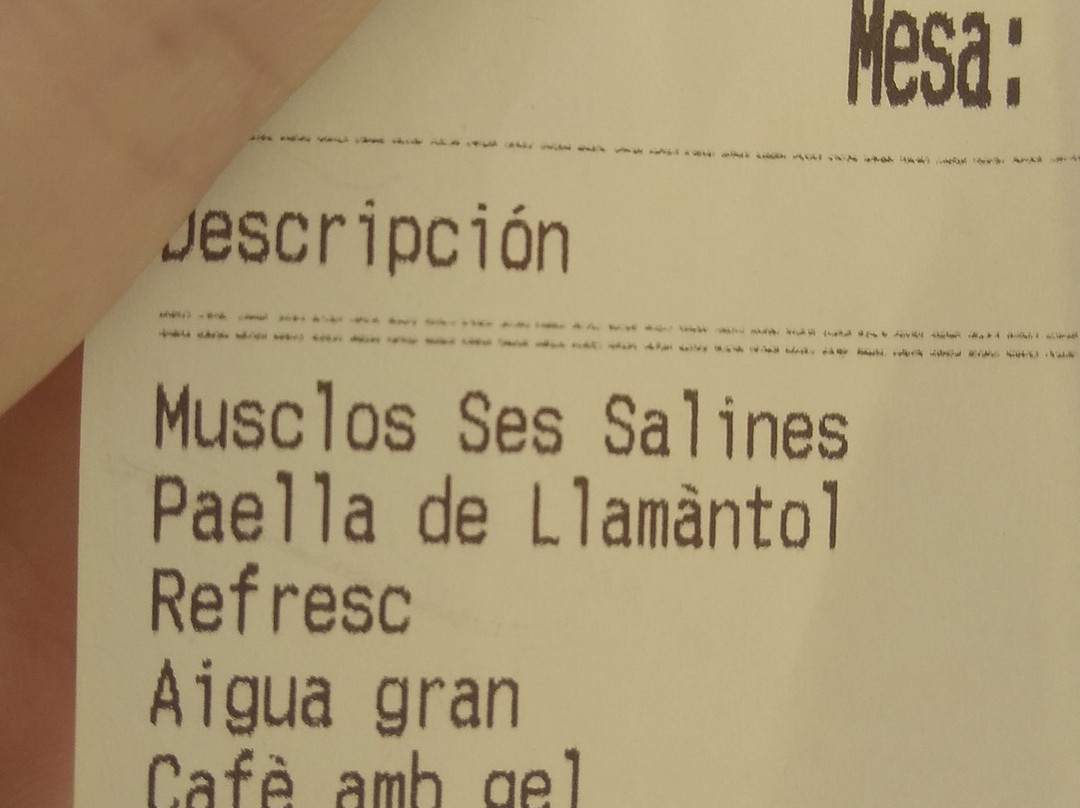 Mesa:
Descripción
Musclos Ses Salines
Paella de Llamàntol
Refresc
Aigua gran
Cafè amb gel